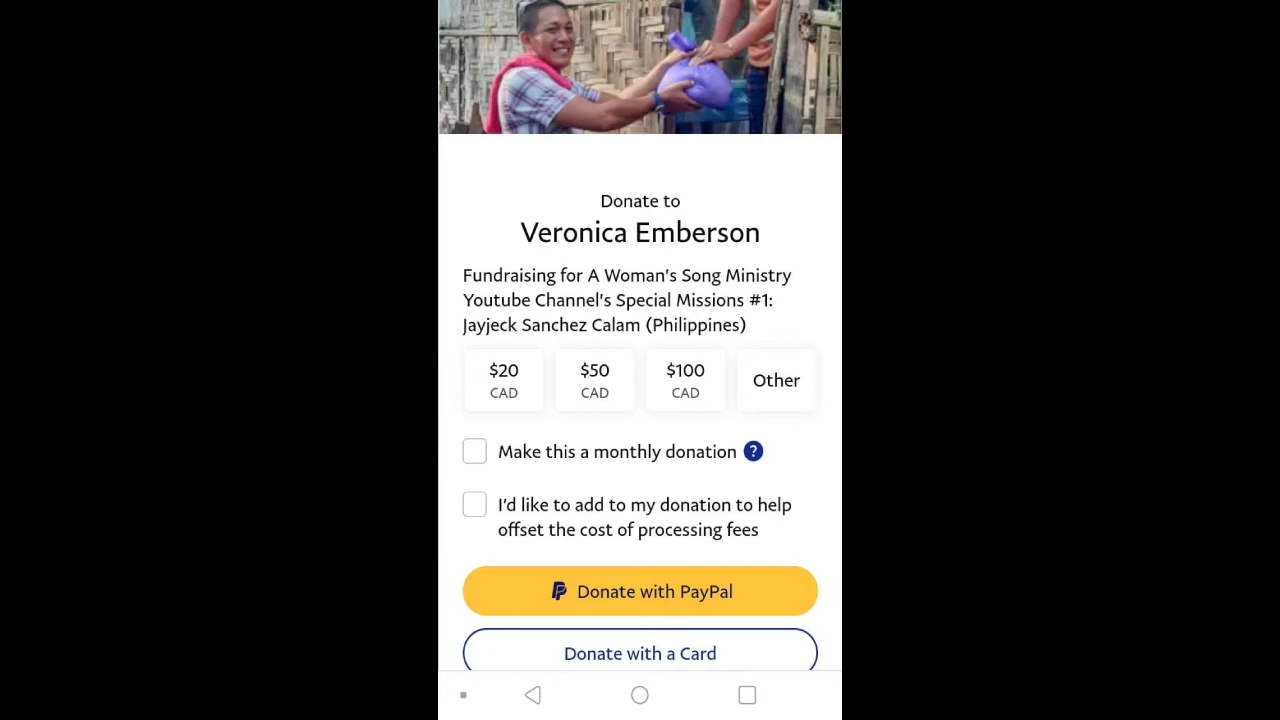 Donate to
Veronica Emberson
Fundraising for A Woman's Song Ministry
Youtube Channel's Special Missions #1:
Jayjeck Sanchez Calam (Philippines)
$20 $50 $100 Other
CAD CAD CAD
Make this a monthly donation ?
I'd like to add to my donation to help
offset the cost of processing fees
Donate with PayPal
Donate with a Card